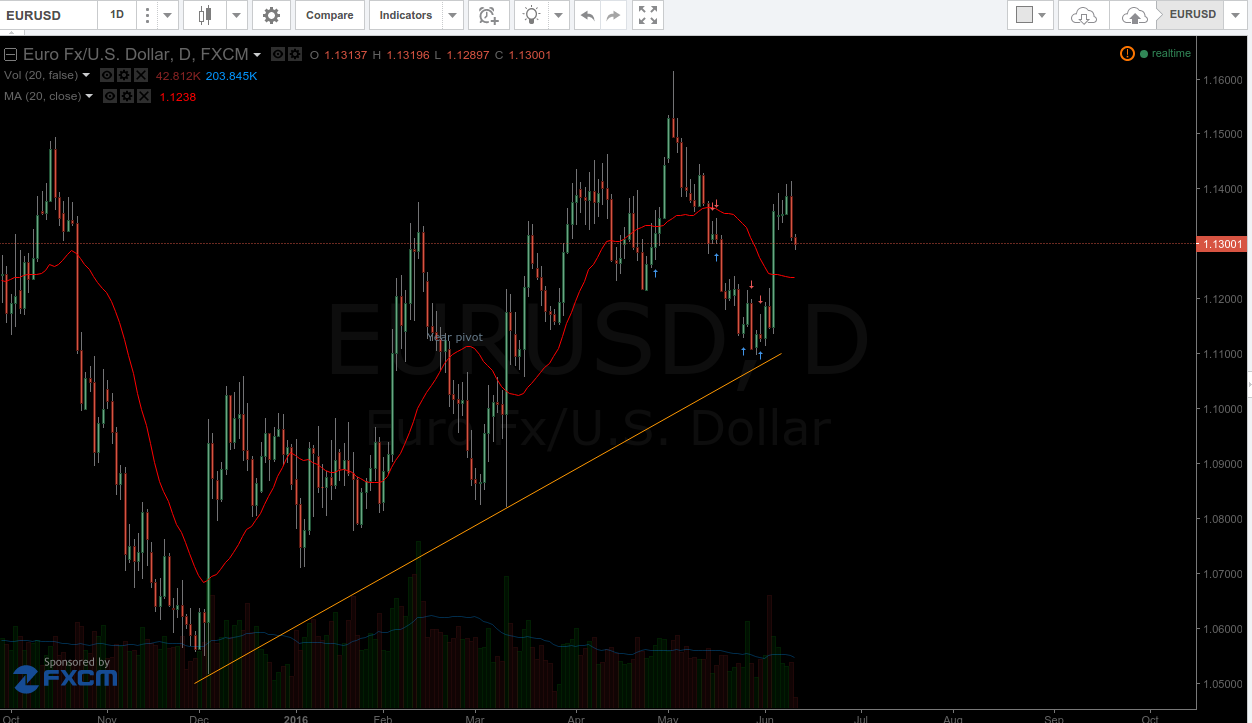 EURUSD 1D Compare Indicators EURUSD
Euro Fx/U.S. Dollar, D, FXCM O 1.13137 H 1.13196 L 1.12897 C 1.13001 realtime
Vol (20, false) 42.812K 203.845K
MA (20, close) 1.1238
1.16000
1.15000
1.14000
1.13001
1.12000
1.11000
1.10000
1.09000
1.08000
1.07000
1.06000
1.05000
EURUSD, D
Year pivot
Euro Fx/U.S. Dollar
Sponsored by
FXCM
Oct Nov Dec 2016 Feb Mar Apr May Jun Jul Aug Sep Oct